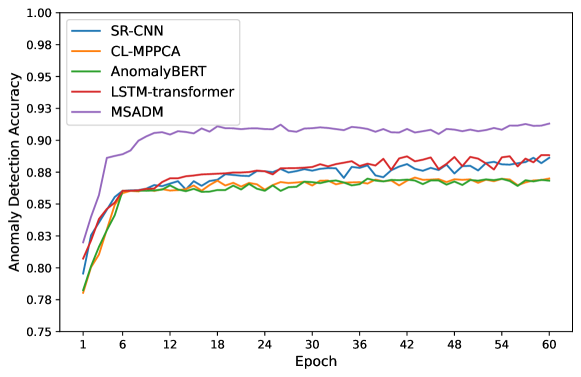 1.00
0.98
0.95
0.93
0.90
0.88
0.85
0.83
0.80
0.78
0.75
Anomaly Detection Accuracy
SR-CNN
CL-MPPCA
AnomalyBERT
LSTM-transformer
MSADM
1 6 12 18 24 30 36 42 48 54 60
Epoch